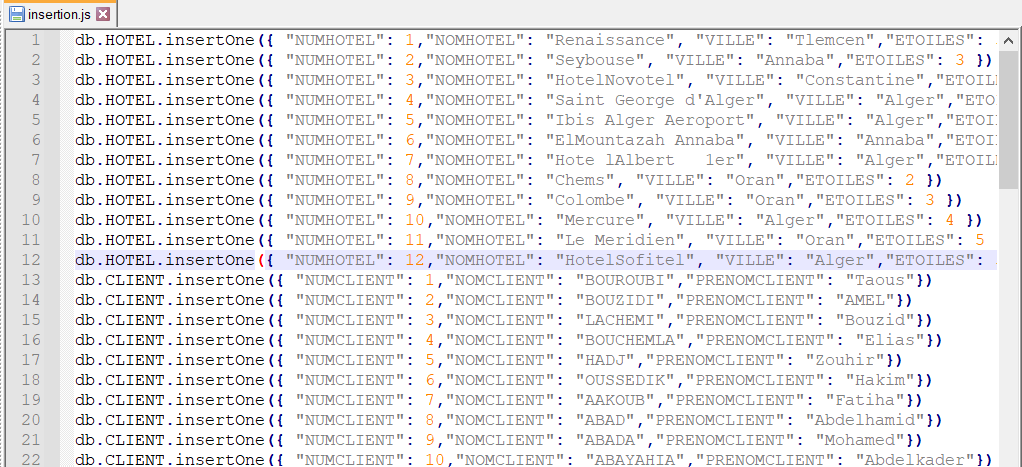 insertion.js
1 db.HOTEL.insertOne({ "NUMHOTEL": 1,"NOMHOTEL": "Renaissance", "VILLE": "Tlemcen","ETOILES":
2 db.HOTEL.insertOne({ "NUMHOTEL": 2,"NOMHOTEL": "Seybouse", "VILLE": "Annaba","ETOILES": 3 })
3 db.HOTEL.insertOne({ "NUMHOTEL": 3,"NOMHOTEL": "HotelNovotel", "VILLE": "Constantine","ETOIL
4 db.HOTEL.insertOne({ "NUMHOTEL": 4,"NOMHOTEL": "Saint George d'Alger", "VILLE": "Alger","ETO
5 db.HOTEL.insertOne({ "NUMHOTEL": 5,"NOMHOTEL": "Ibis Alger Aeroport", "VILLE": "Alger","ETOI
6 db.HOTEL.insertOne({ "NUMHOTEL": 6,"NOMHOTEL": "ElMountazah Annaba", "VILLE": "Annaba","ETOI
7 db.HOTEL.insertOne({ "NUMHOTEL": 7,"NOMHOTEL": "Hote lAlbert   1er", "VILLE": "Alger","ETOIL
8 db.HOTEL.insertOne({ "NUMHOTEL": 8,"NOMHOTEL": "Chems", "VILLE": "Oran","ETOILES": 2 })
9 db.HOTEL.insertOne({ "NUMHOTEL": 9,"NOMHOTEL": "Colombe", "VILLE": "Oran","ETOILES": 3 })
10 db.HOTEL.insertOne({ "NUMHOTEL": 10,"NOMHOTEL": "Mercure", "VILLE": "Alger","ETOILES": 4 })
11 db.HOTEL.insertOne({ "NUMHOTEL": 11,"NOMHOTEL": "Le Meridien", "VILLE": "Oran","ETOILES": 5
12 db.HOTEL.insertOne({ "NUMHOTEL": 12,"NOMHOTEL": "HotelSofitel", "VILLE": "Alger","ETOILES":
13 db.CLIENT.insertOne({ "NUMCLIENT": 1,"NOMCLIENT": "BOUROUBI","PRENOMCLIENT": "Taous"})
14 db.CLIENT.insertOne({ "NUMCLIENT": 2,"NOMCLIENT": "BOUZIDI","PRENOMCLIENT": "AMEL"})
15 db.CLIENT.insertOne({ "NUMCLIENT": 3,"NOMCLIENT": "LACHEMI","PRENOMCLIENT": "Bouzid"})
16 db.CLIENT.insertOne({ "NUMCLIENT": 4,"NOMCLIENT": "BOUCHEMLA","PRENOMCLIENT": "Elias"})
17 db.CLIENT.insertOne({ "NUMCLIENT": 5,"NOMCLIENT": "HADJ","PRENOMCLIENT": "Zouhir"})
18 db.CLIENT.insertOne({ "NUMCLIENT": 6,"NOMCLIENT": "OUSSEDIK","PRENOMCLIENT": "Hakim"})
19 db.CLIENT.insertOne({ "NUMCLIENT": 7,"NOMCLIENT": "AAKOUB","PRENOMCLIENT": "Fatiha"})
20 db.CLIENT.insertOne({ "NUMCLIENT": 8,"NOMCLIENT": "ABAD","PRENOMCLIENT": "Abdelhamid"})
21 db.CLIENT.insertOne({ "NUMCLIENT": 9,"NOMCLIENT": "ABADA","PRENOMCLIENT": "Mohamed"})
22 db.CLIENT.insertOne({ "NUMCLIENT": 10,"NOMCLIENT": "ABAYAHIA","PRENOMCLIENT": "Abdelkader"})